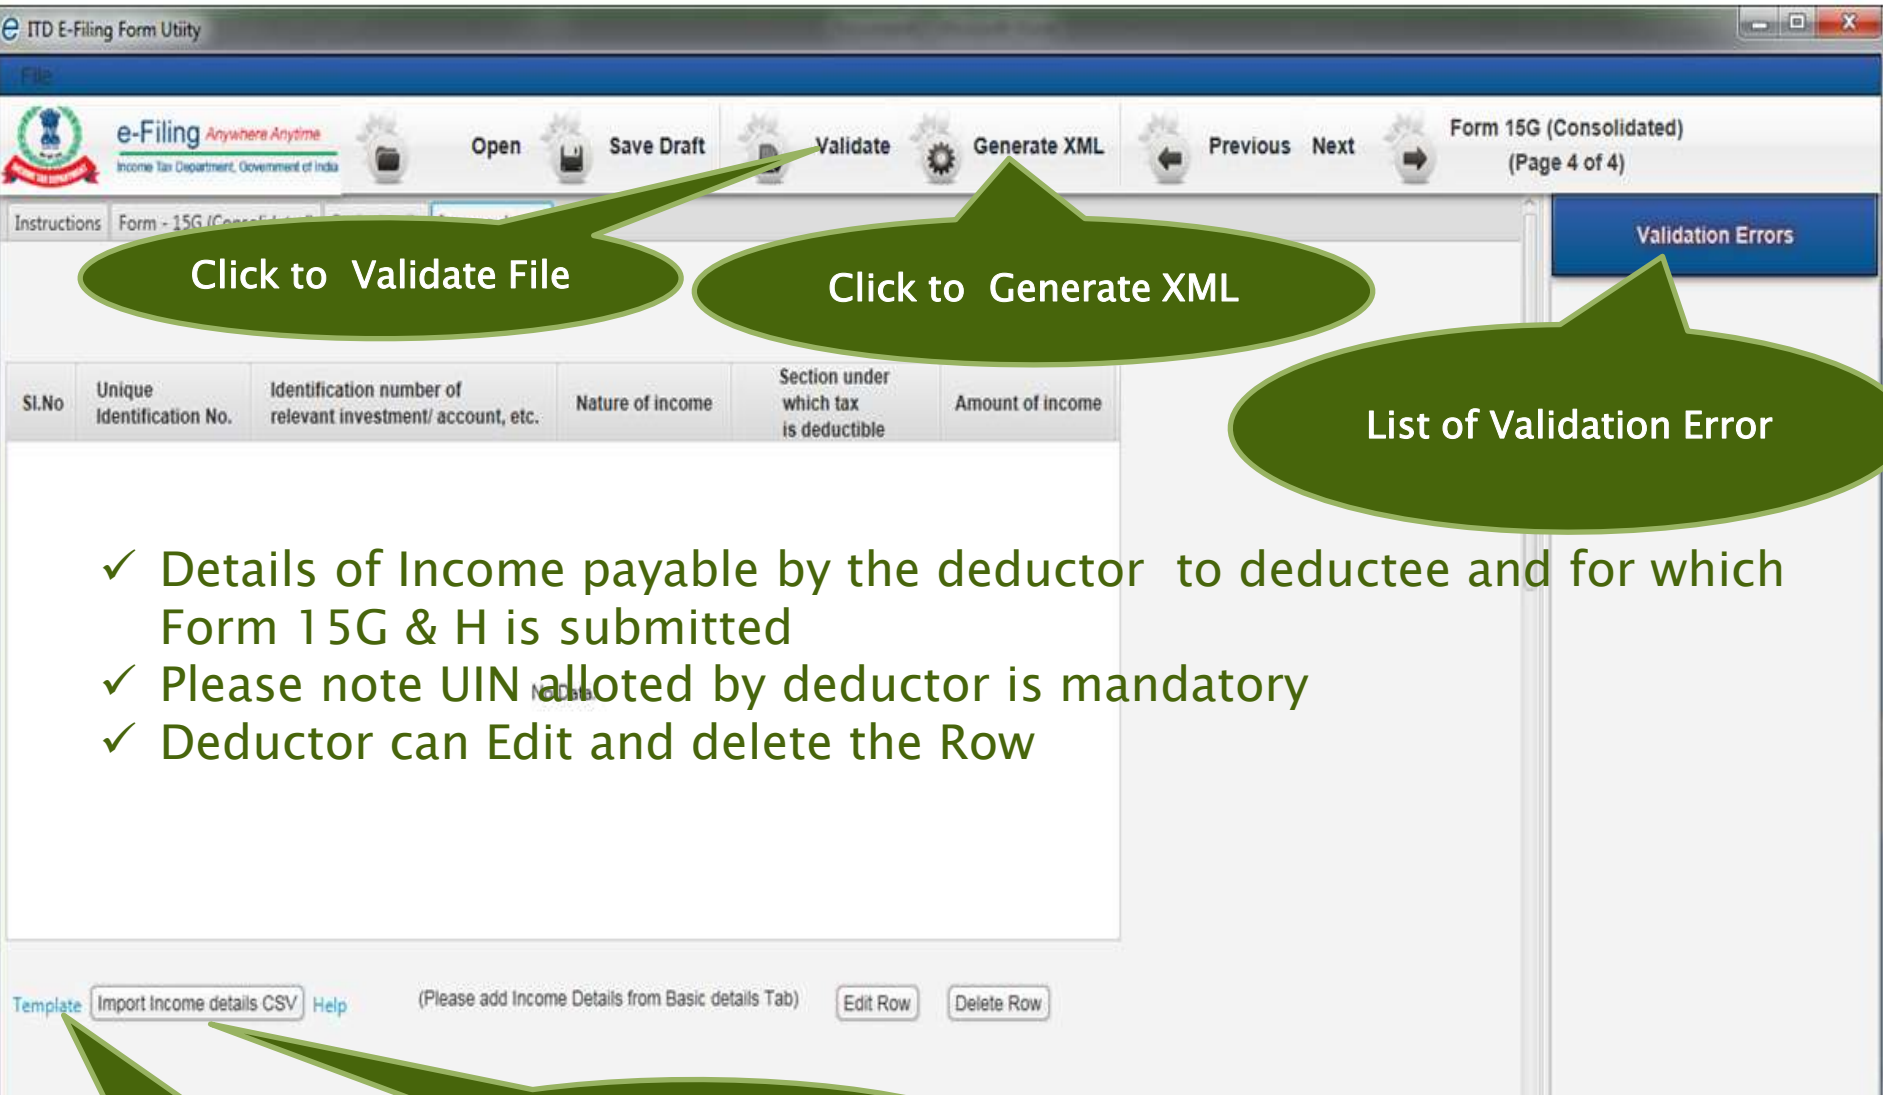 ITD E-Filing Form Utiity
File
e-Filing Anywhere Anytime
Income Tax Department, Government of India
Open
Save Draft
Validate
Generate XML
Previous Next
Form 15G (Consolidated)
(Page 4 of 4)
Instructions
Form - 15G
Click to Validate File
Click to Generate XML
Validation Errors
List of Validation Error
Sl.No
Unique
Identification No.
Identification number of
relevant investment/ account, etc.
Nature of income
Section under
which tax
is deductible
Amount of income
✓ Details of Income payable by the deductor to deductee and for which
Form 15G & H is submitted
✓ Please note UIN alloted by deductor is mandatory
No Data
✓ Deductor can Edit and delete the Row
Template
Import Income details CSV
Help
(Please add Income Details from Basic details Tab)
Edit Row
Delete Row